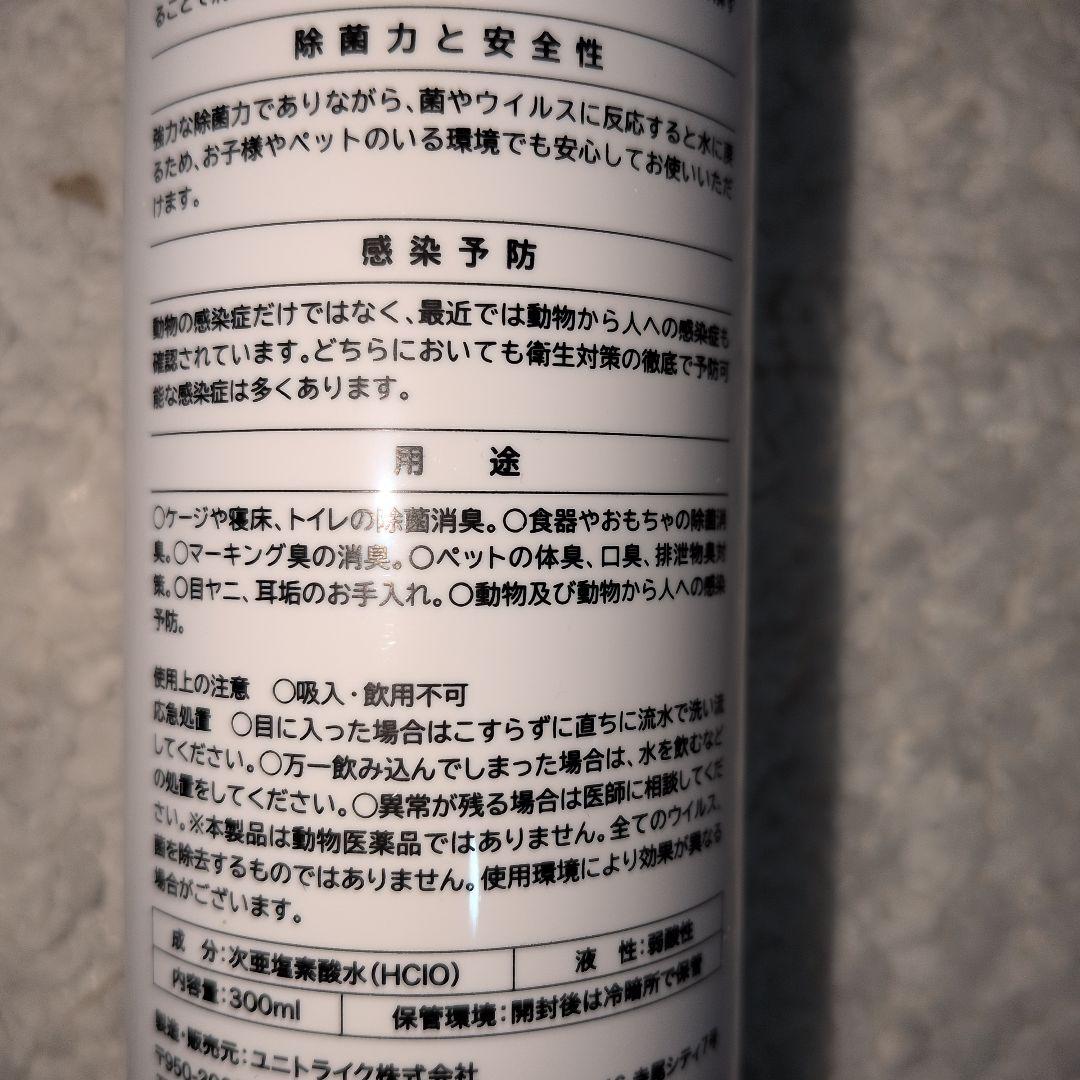 除菌力と安全性
強力な除菌力でありながら、菌やウイルスに反応すると水に戻
るため、お子様やペットのいる環境でも安心してお使いいただ
けます。
感染予防
動物の感染症だけではなく、最近では動物から人への感染症も
確認されています。どちらにおいても衛生対策の徹底で予防可
能な感染症は多くあります。
用途
○ケージや寝床、トイレの除菌消臭。○食器やおもちゃの除菌消
臭。○マーキング臭の消臭。○ペットの体臭、口臭、排泄物臭対
策。○目ヤニ、耳垢のお手入れ。○動物及び動物から人への感染
予防。
使用上の注意 ○吸入・飲用不可
応急処置 ○目に入った場合はこすらずに直ちに流水で洗い流
してください。○万一飲み込んでしまった場合は、水を飲むなど
の処置をしてください。○異常が残る場合は医師に相談してくだ
さい。※本製品は動物医薬品ではありません。全てのウイルス、
菌を除去するものではありません。使用環境により効果が異なる
場合がございます。
成 分：次亜塩素酸水（HClO） 液 性：弱酸性
内容量：300ml 保管環境：開封後は冷暗所で保管
製造・販売元：ユニトライク株式会社
〒950-20